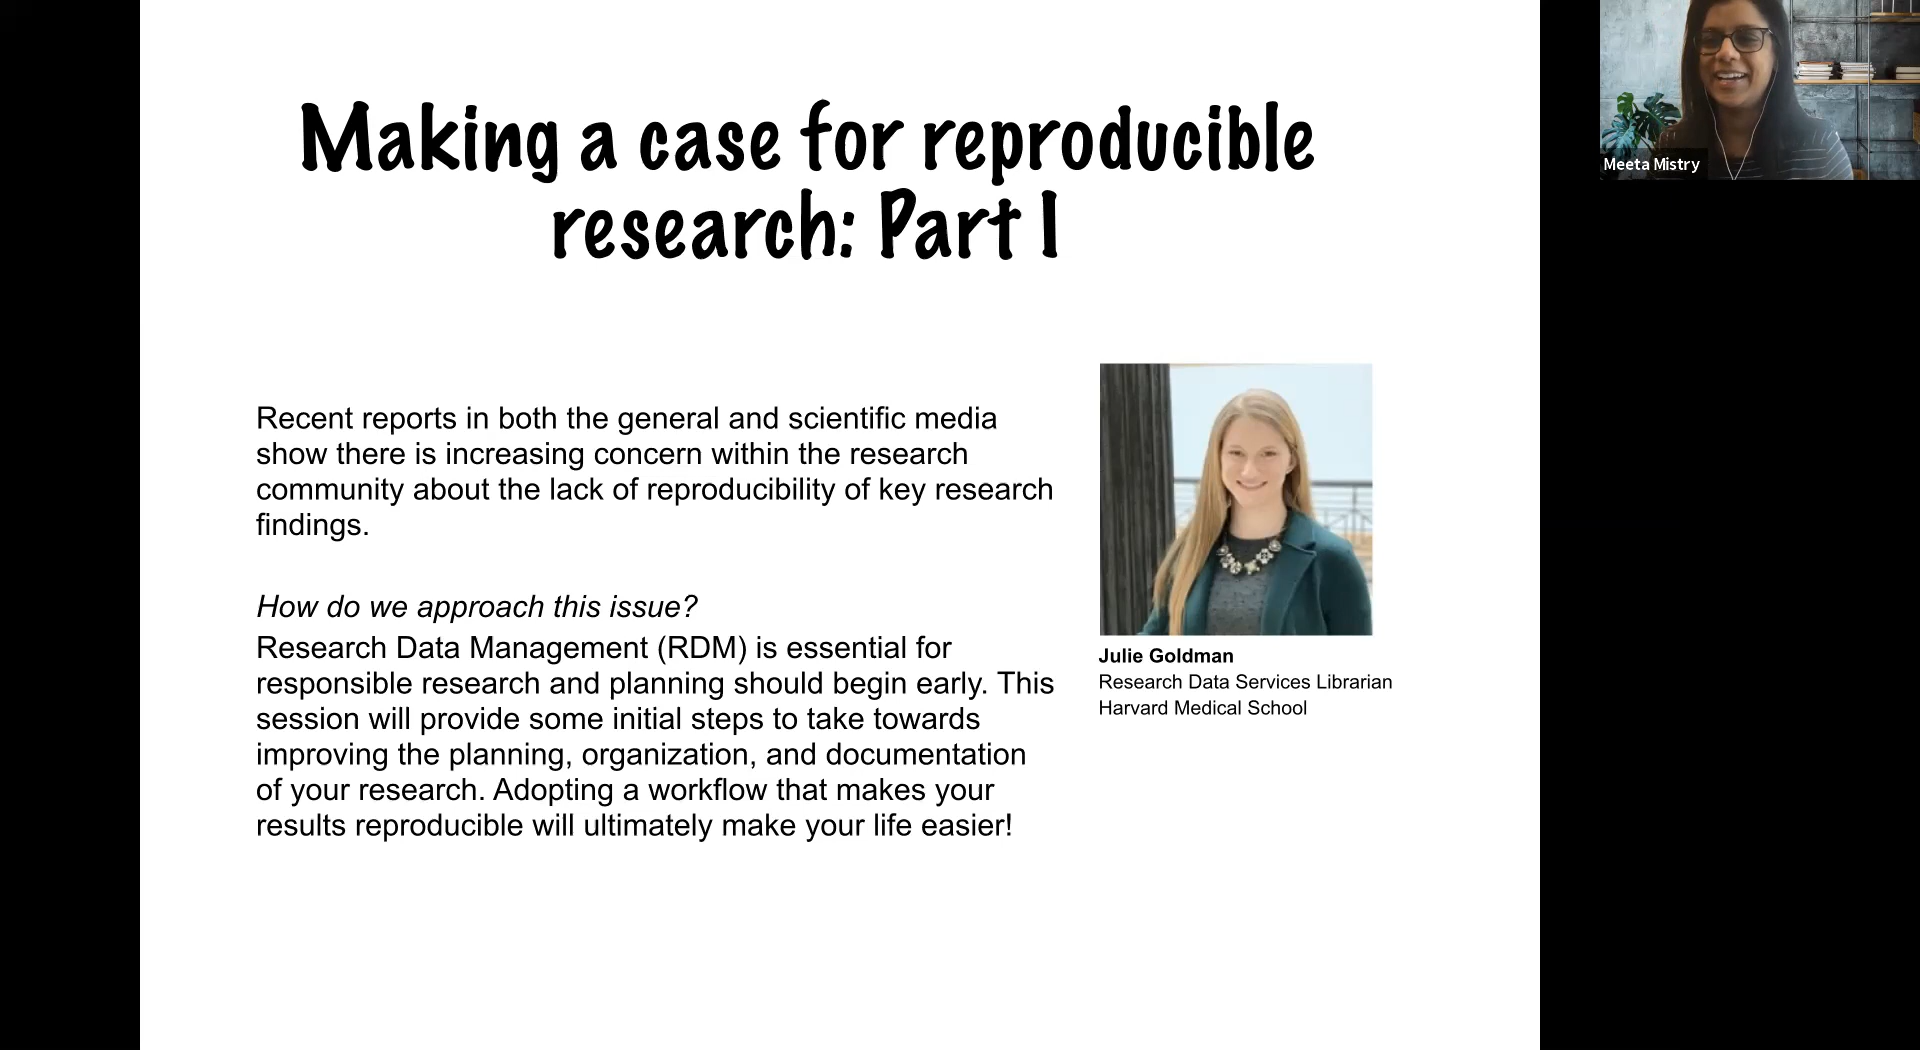 Making a case for reproducible
research: Part I
Recent reports in both the general and scientific media
show there is increasing concern within the research
community about the lack of reproducibility of key research
findings.
How do we approach this issue?
Research Data Management (RDM) is essential for
responsible research and planning should begin early. This
session will provide some initial steps to take towards
improving the planning, organization, and documentation
of your research. Adopting a workflow that makes your
results reproducible will ultimately make your life easier!
Julie Goldman
Research Data Services Librarian
Harvard Medical School
Meeta Mistry